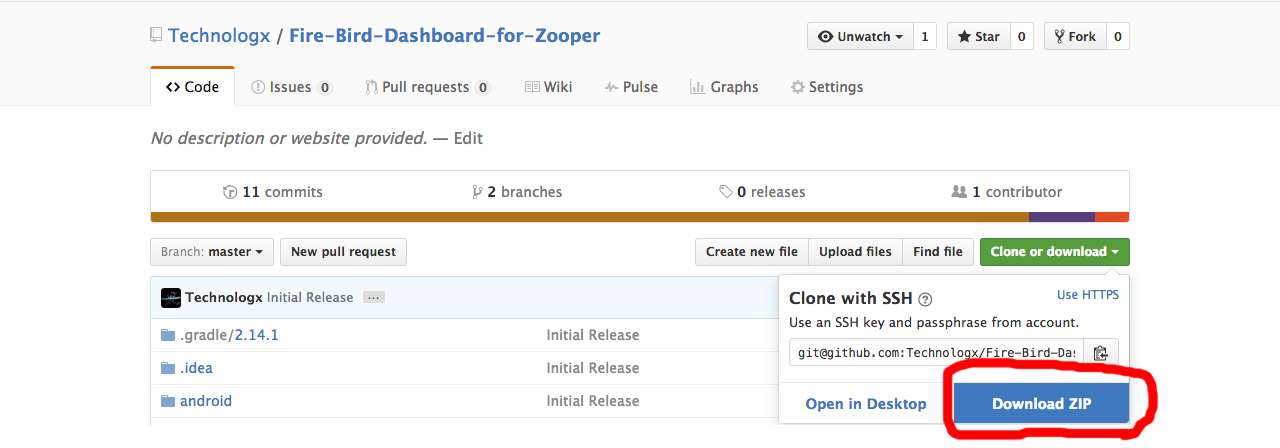 Technologx / Fire-Bird-Dashboard-for-Zooper
Unwatch 1 Star 0 Fork 0
Code Issues 0 Pull requests 0 Wiki Pulse Graphs Settings
No description or website provided. — Edit
11 commits 2 branches 0 releases 1 contributor
Branch: master New pull request Create new file Upload files Find file Clone or download
Technologx Initial Release ...
.gradle/2.14.1 Initial Release
.idea Initial Release
android Initial Release
Clone with SSH ? Use HTTPS
Use an SSH key and passphrase from account.
git@github.com:Technologx/Fire-Bird-Das
Open in Desktop Download ZIP